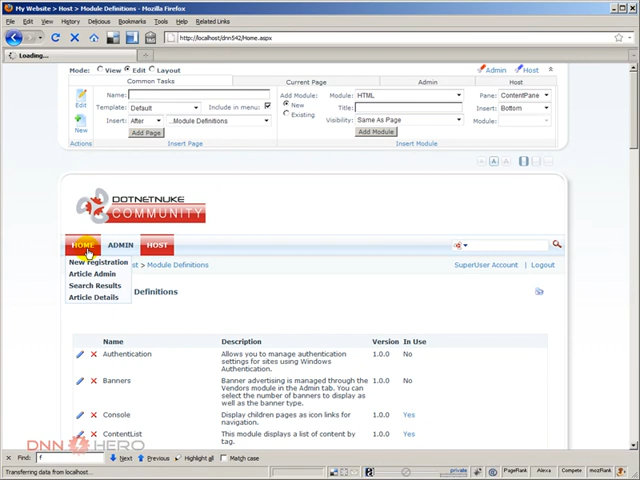 My Website > Host > Module Definitions - Mozilla Firefox
File Edit View History Bookmarks Tools Help Related Links
http://localhost/dnn542/Home.aspx
Loading...
Mode: View Edit Layout
Admin Host
Common Tasks Current Page Admin
Edit
New
Actions
Name:
Template: Default Include in menu:
Insert: After ...Module Definitions
Add Page
Insert Page
Add Module: New Existing
Module: HTML
Title:
Visibility: Same As Page
Add Module
Pane: ContentPane
Insert: Bottom
Module:
Insert Module
A A
DOTNETNUKE
COMMUNITY
HOME ADMIN HOST
New Registration
Article Admin
Search Results
Article Details
st > Module Definitions SuperUser Account | Logout
Definitions
Name Description Version In Use
Authentication Allows you to manage authentication settings for sites using Windows Authentication. 1.0.0 No
Banners Banner advertising is managed through the Vendors module in the Admin tab. You can select the number of banners to display as well as the banner type. 1.0.0 No
Console Display children pages as icon links for navigation. 1.0.0 Yes
ContentList This module displays a list of content by tag. 1.0.0 Yes
DNN HERO
Find: f Next Previous Highlight all Match case
Transferring data from localhost...
private PageRank Alexa Compete mozRank